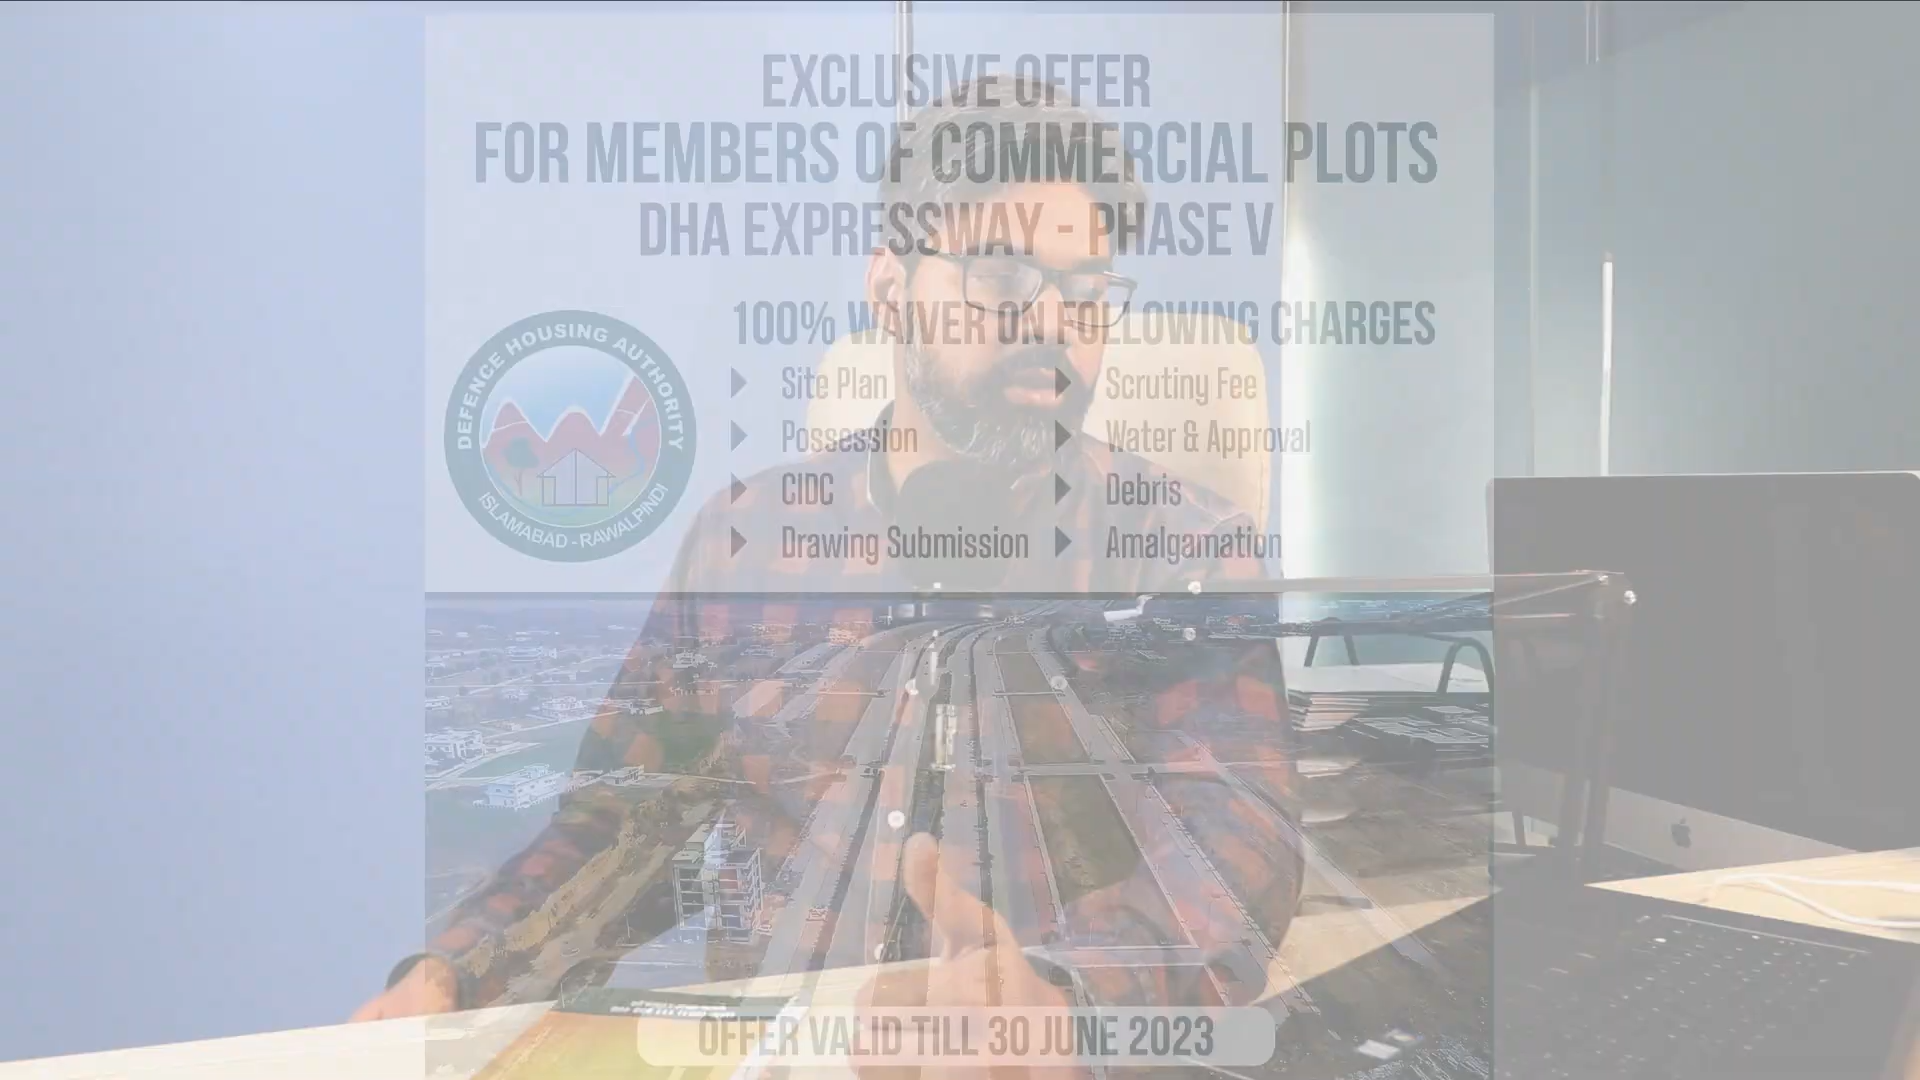 EXCLUSIVE OFFER
FOR MEMBERS OF COMMERCIAL PLOTS
DHA EXPRESSWAY - PHASE V
100% WAIVER ON FOLLOWING CHARGES
DEFENCE HOUSING AUTHORITY
ISLAMABAD - RAWALPINDI
Site Plan
Possession
CIDC
Drawing Submission
Scrutiny Fee
Water & Approval
Debris
Amalgamation
OFFER VALID TILL 30 JUNE 2023